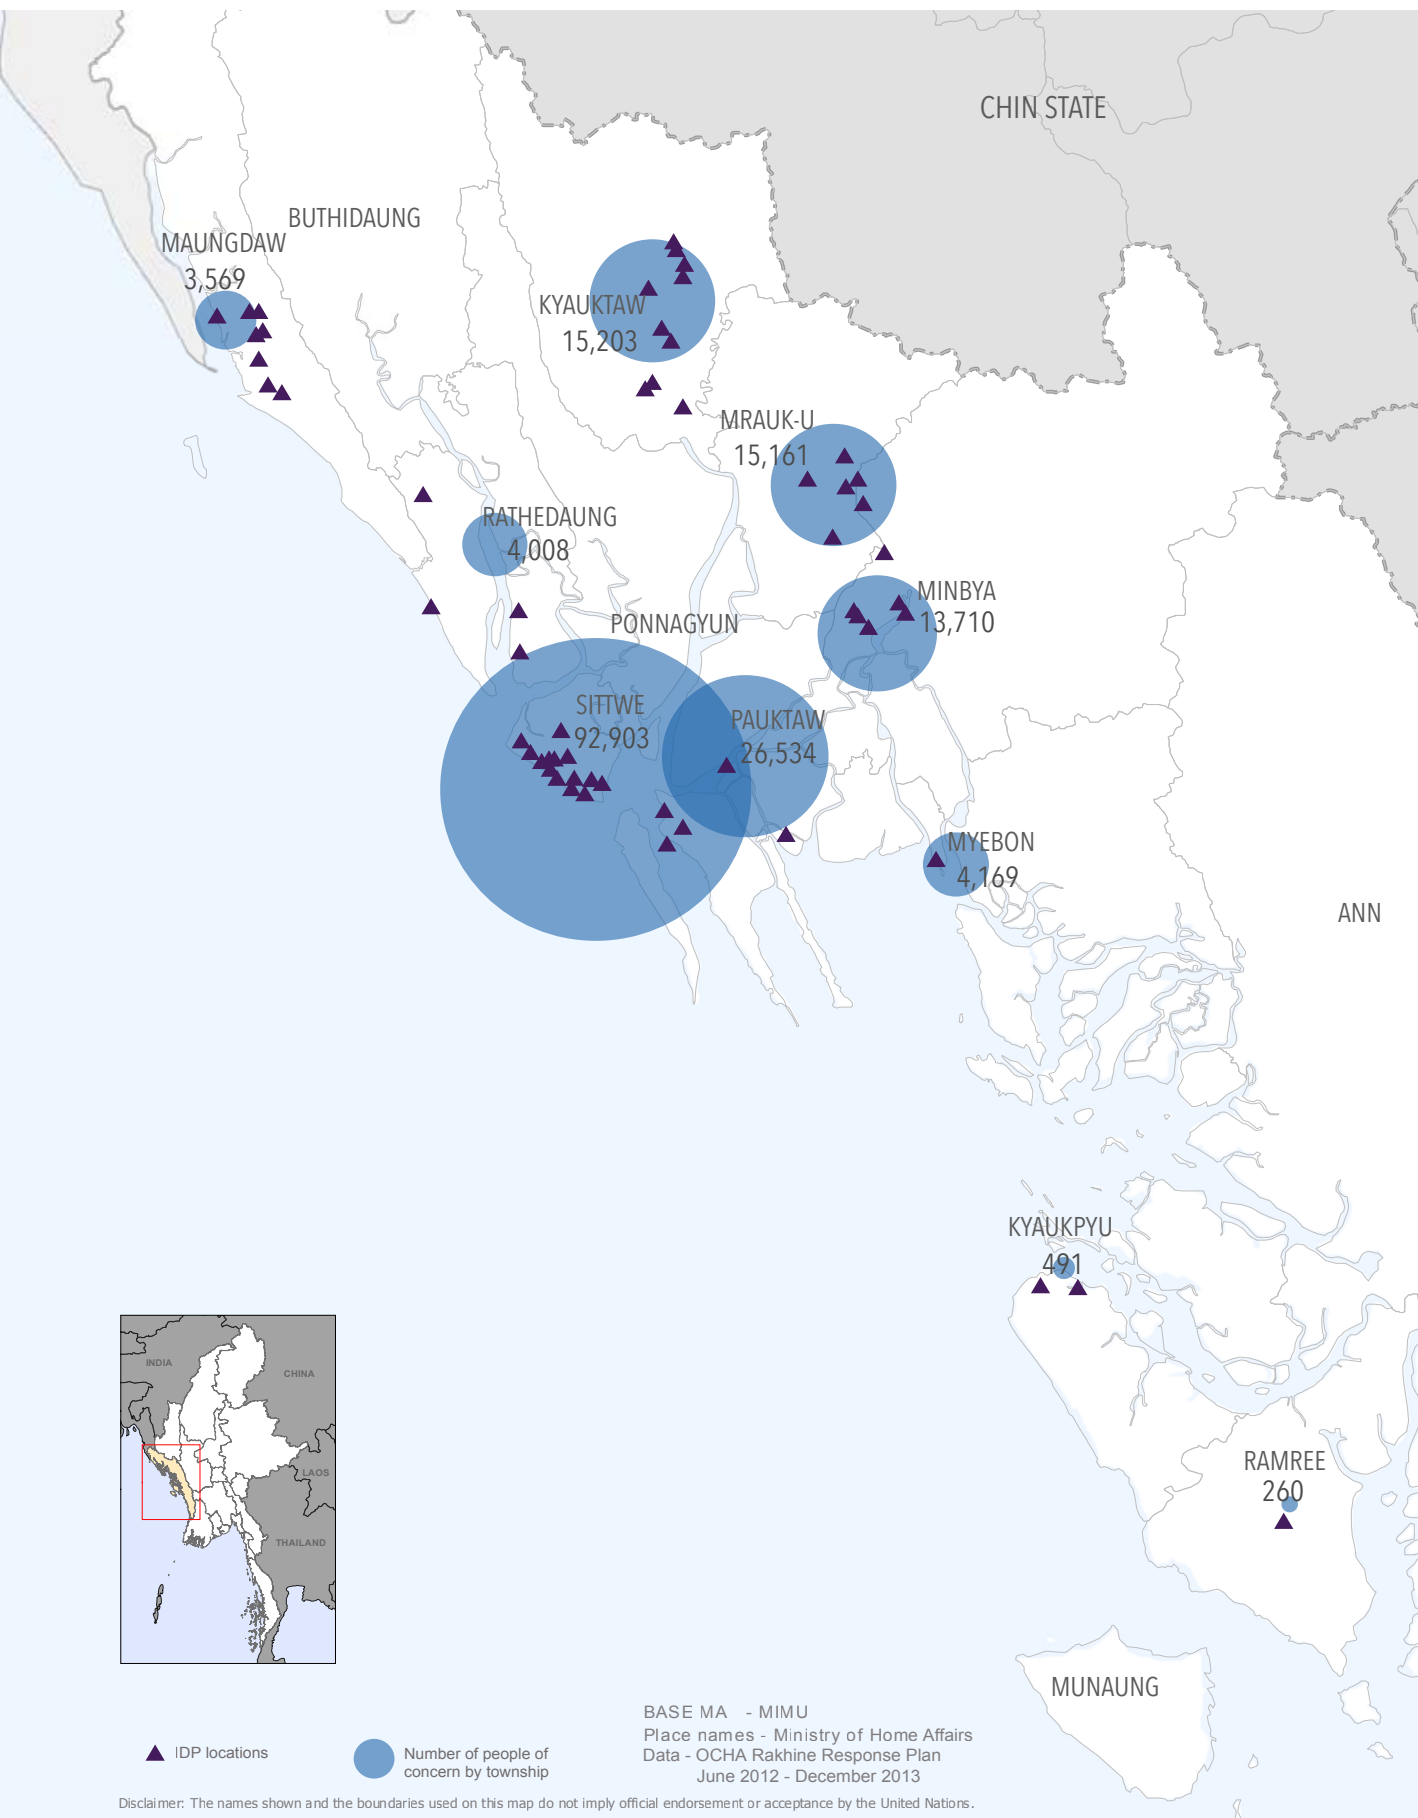 CHIN STATE
BUTHIDAUNG
MAUNGDAW
3,569
KYAUKTAW
15,203
MRAUK-U
15,161
RATHEDAUNG
4,008
MINBYA
13,710
PONNAGYUN
SITTWE
92,903
PAUKTAW
26,534
MYEBON
4,169
ANN
KYAUKPYU
491
RAMREE
260
MUNAUNG
INDIA
CHINA
LAOS
THAILAND
IDP locations
Number of people of
concern by township
BASE MA - MIMU
Place names - Ministry of Home Affairs
Data - OCHA Rakhine Response Plan
June 2012 - December 2013
Disclaimer: The names shown and the boundaries used on this map do not imply official endorsement or acceptance by the United Nations.